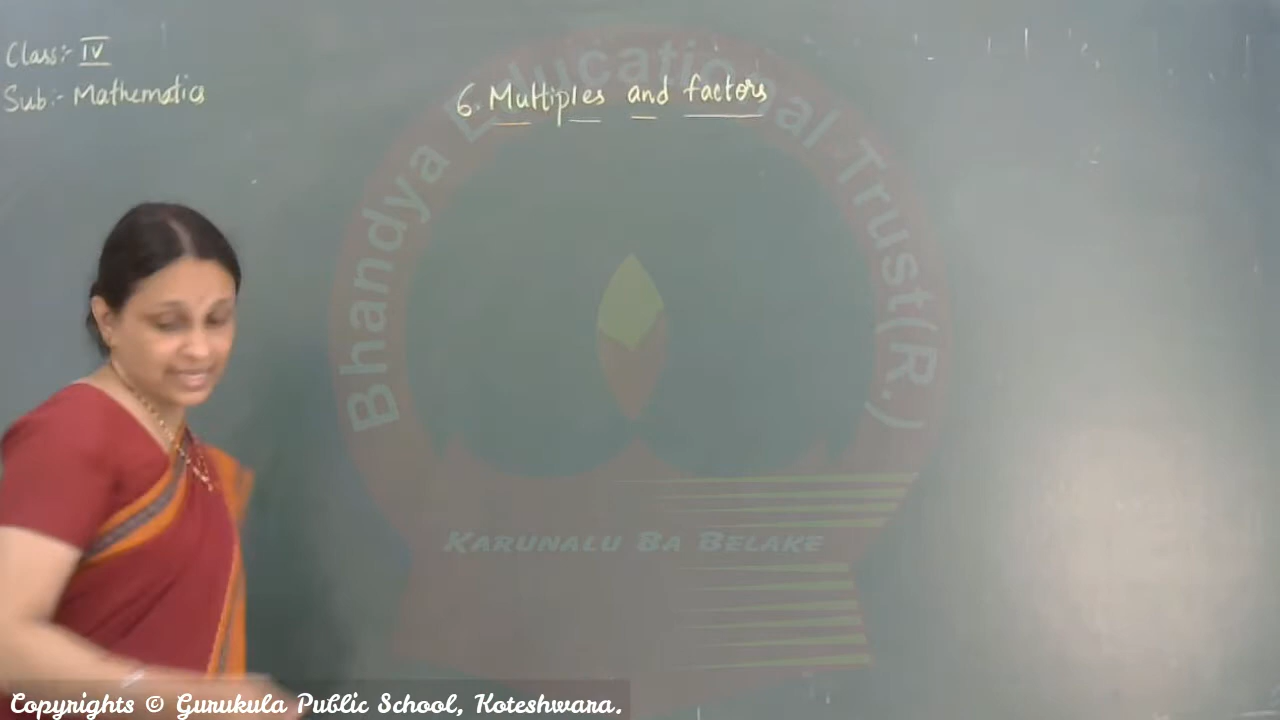 Class:- IV
Sub:- Mathematics
6. Multiples and factors
Bhandya Educational Trust(R.)
KARUNALU BA BELAKE
Copyrights © Gurukula Public School, Koteshwara.